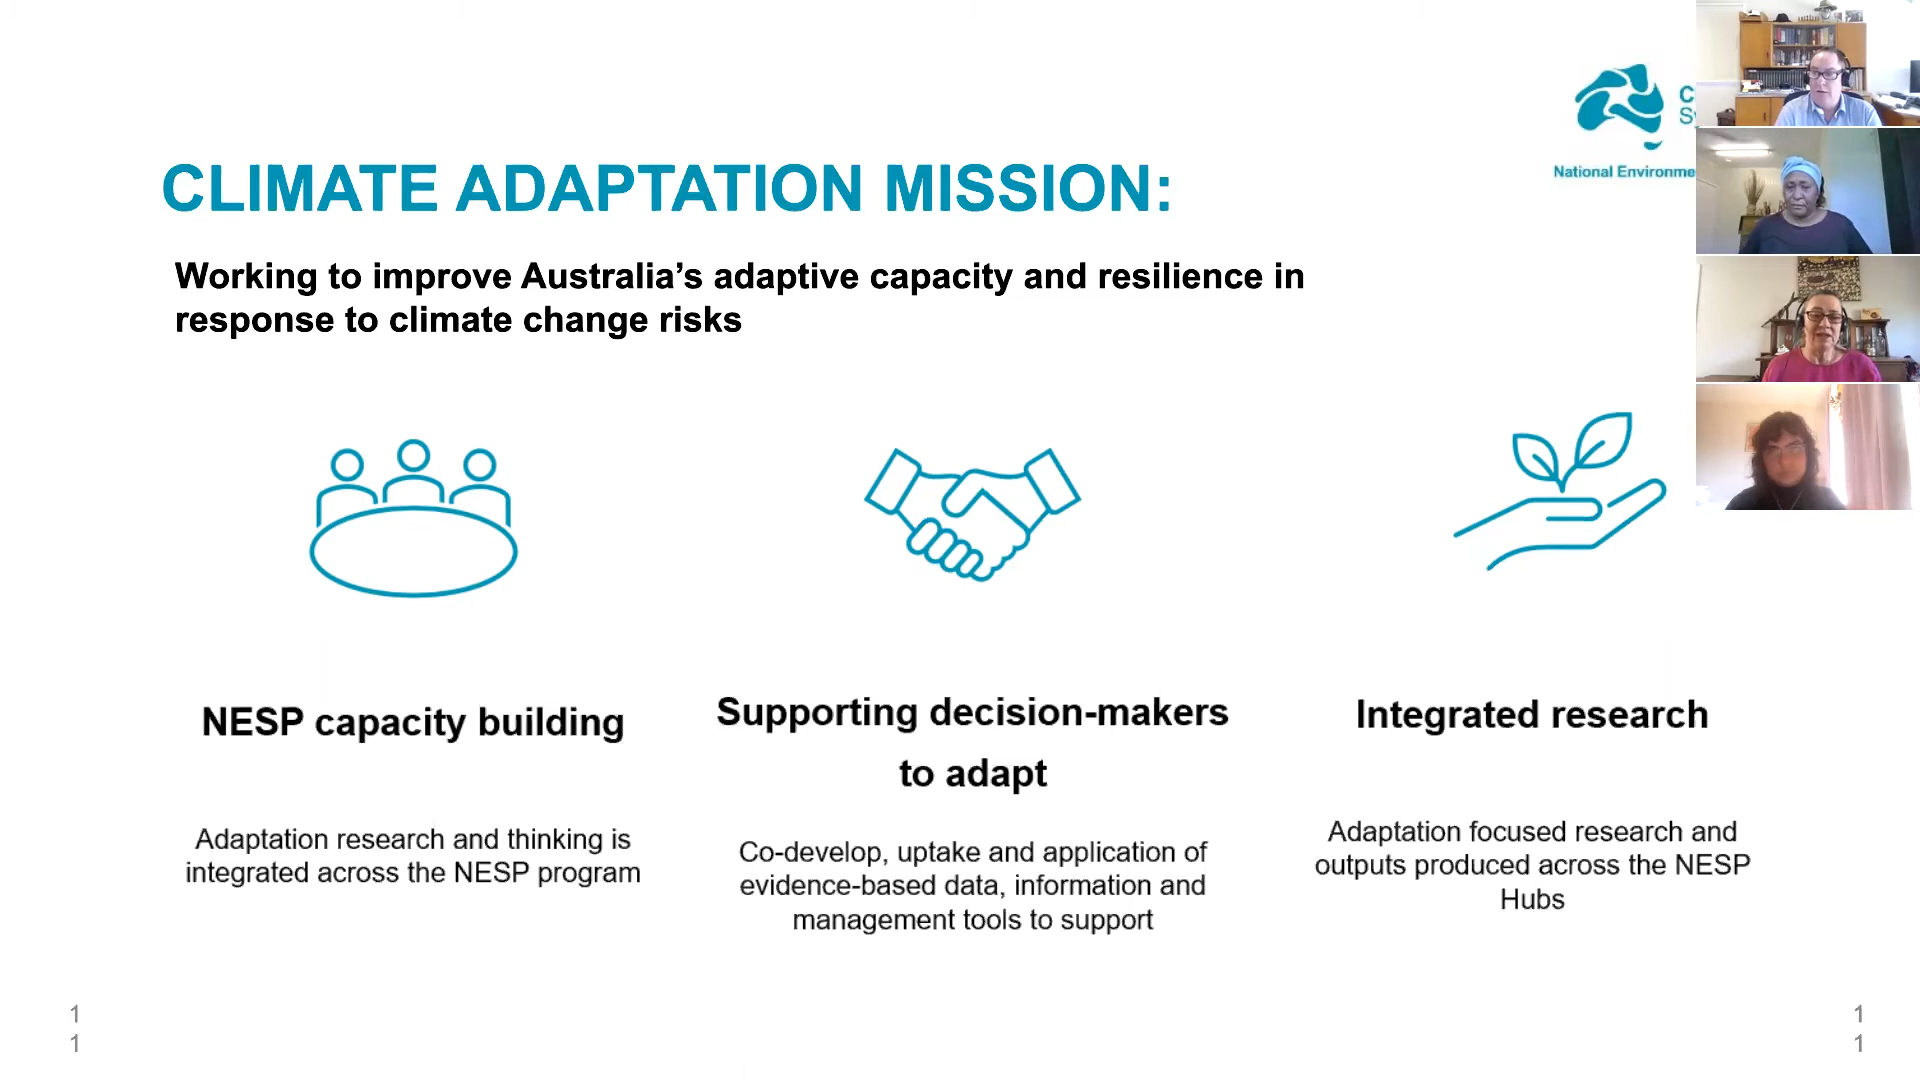 CLIMATE ADAPTATION MISSION:
Working to improve Australia’s adaptive capacity and resilience in
response to climate change risks
National
NESP capacity building
Adaptation research and thinking is
integrated across the NESP program
Supporting decision-makers
to adapt
Co-develop, uptake and application of
evidence-based data, information and
management tools to support
Integrated research
Adaptation focused research and
outputs produced across the NESP
Hubs
1
1
1
1